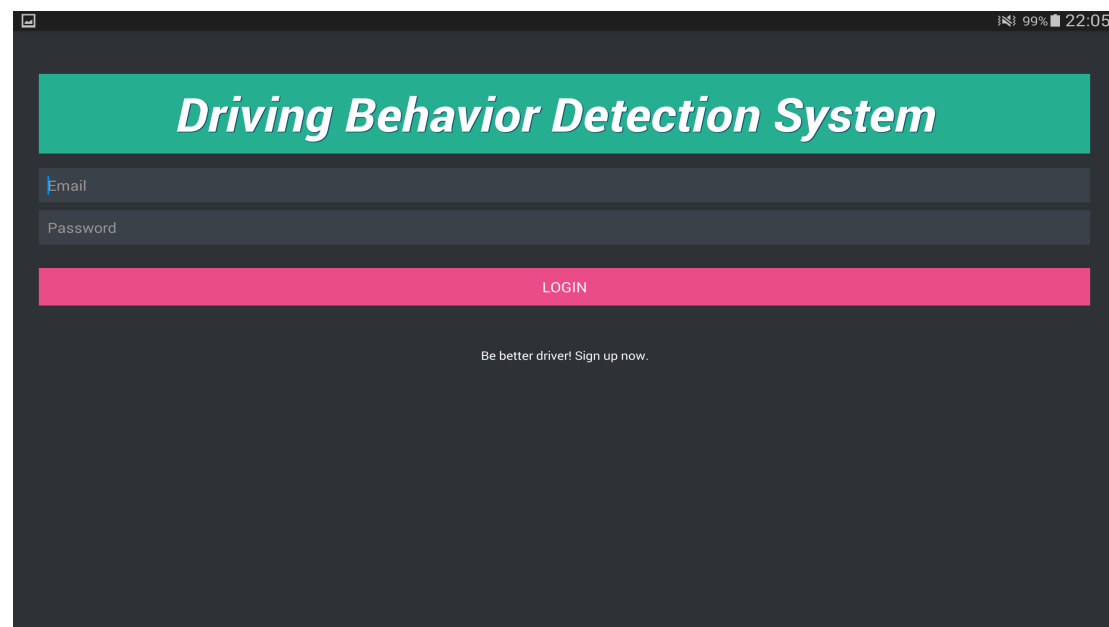 99% 22:05
Driving Behavior Detection System
Email
Password
LOGIN
Be better driver! Sign up now.